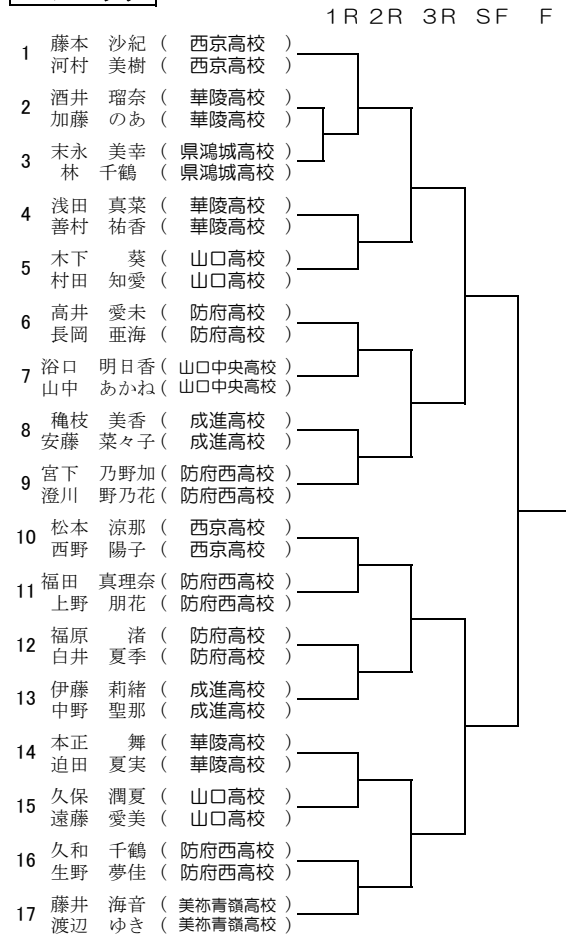 1R 2R 3R SF F
1 藤本 沙紀 ( 西京高校 )
河村 美樹 ( 西京高校 )
2 酒井 瑠奈 ( 華陵高校 )
加藤 のあ ( 華陵高校 )
3 末永 美幸 ( 県鴻城高校 )
林 千鶴 ( 県鴻城高校 )
4 浅田 真菜 ( 華陵高校 )
善村 祐香 ( 華陵高校 )
5 木下 葵 ( 山口高校 )
村田 知愛 ( 山口高校 )
6 高井 愛未 ( 防府高校 )
長岡 亜海 ( 防府高校 )
7 浴口 明日香 ( 山口中央高校 )
山中 あかね ( 山口中央高校 )
8 穐枝 美香 ( 成進高校 )
安藤 菜々子 ( 成進高校 )
9 宮下 乃野加 ( 防府西高校 )
澄川 野乃花 ( 防府西高校 )
10 松本 涼那 ( 西京高校 )
西野 陽子 ( 西京高校 )
11 福田 真理奈 ( 防府西高校 )
上野 朋花 ( 防府西高校 )
12 福原 渚 ( 防府高校 )
白井 夏季 ( 防府高校 )
13 伊藤 莉緒 ( 成進高校 )
中野 聖那 ( 成進高校 )
14 本正 舞 ( 華陵高校 )
迫田 夏実 ( 華陵高校 )
15 久保 潤夏 ( 山口高校 )
遠藤 愛美 ( 山口高校 )
16 久和 千鶴 ( 防府西高校 )
生野 夢佳 ( 防府西高校 )
17 藤井 海音 ( 美祢青嶺高校 )
渡辺 ゆき ( 美祢青嶺高校 )